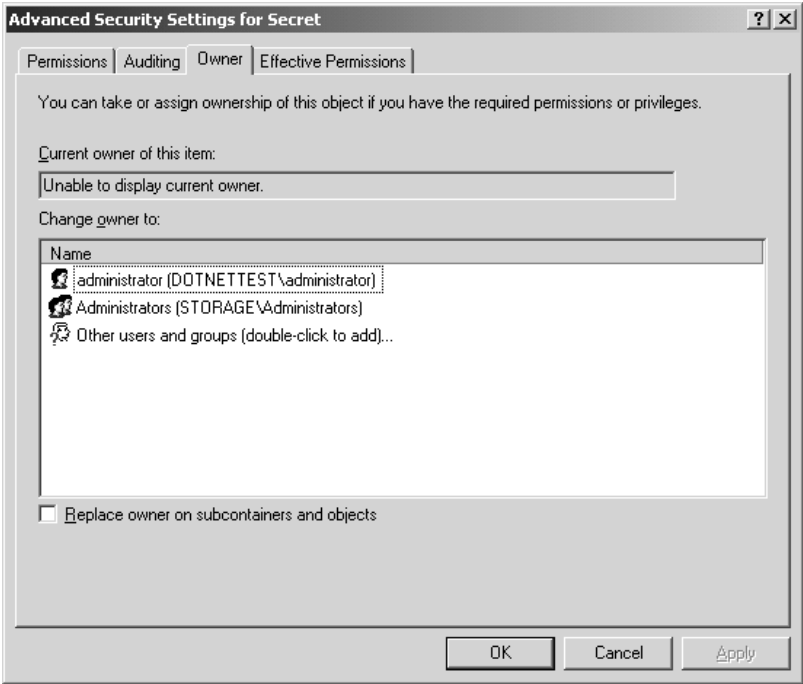 Advanced Security Settings for Secret
Permissions Auditing Owner Effective Permissions
You can take or assign ownership of this object if you have the required permissions or privileges.
Current owner of this item:
Unable to display current owner.
Change owner to:
Name
administrator (DOTNETTEST\administrator)
Administrators (STORAGE\Administrators)
Other users and groups (double-click to add)...
Replace owner on subcontainers and objects
OK Cancel Apply